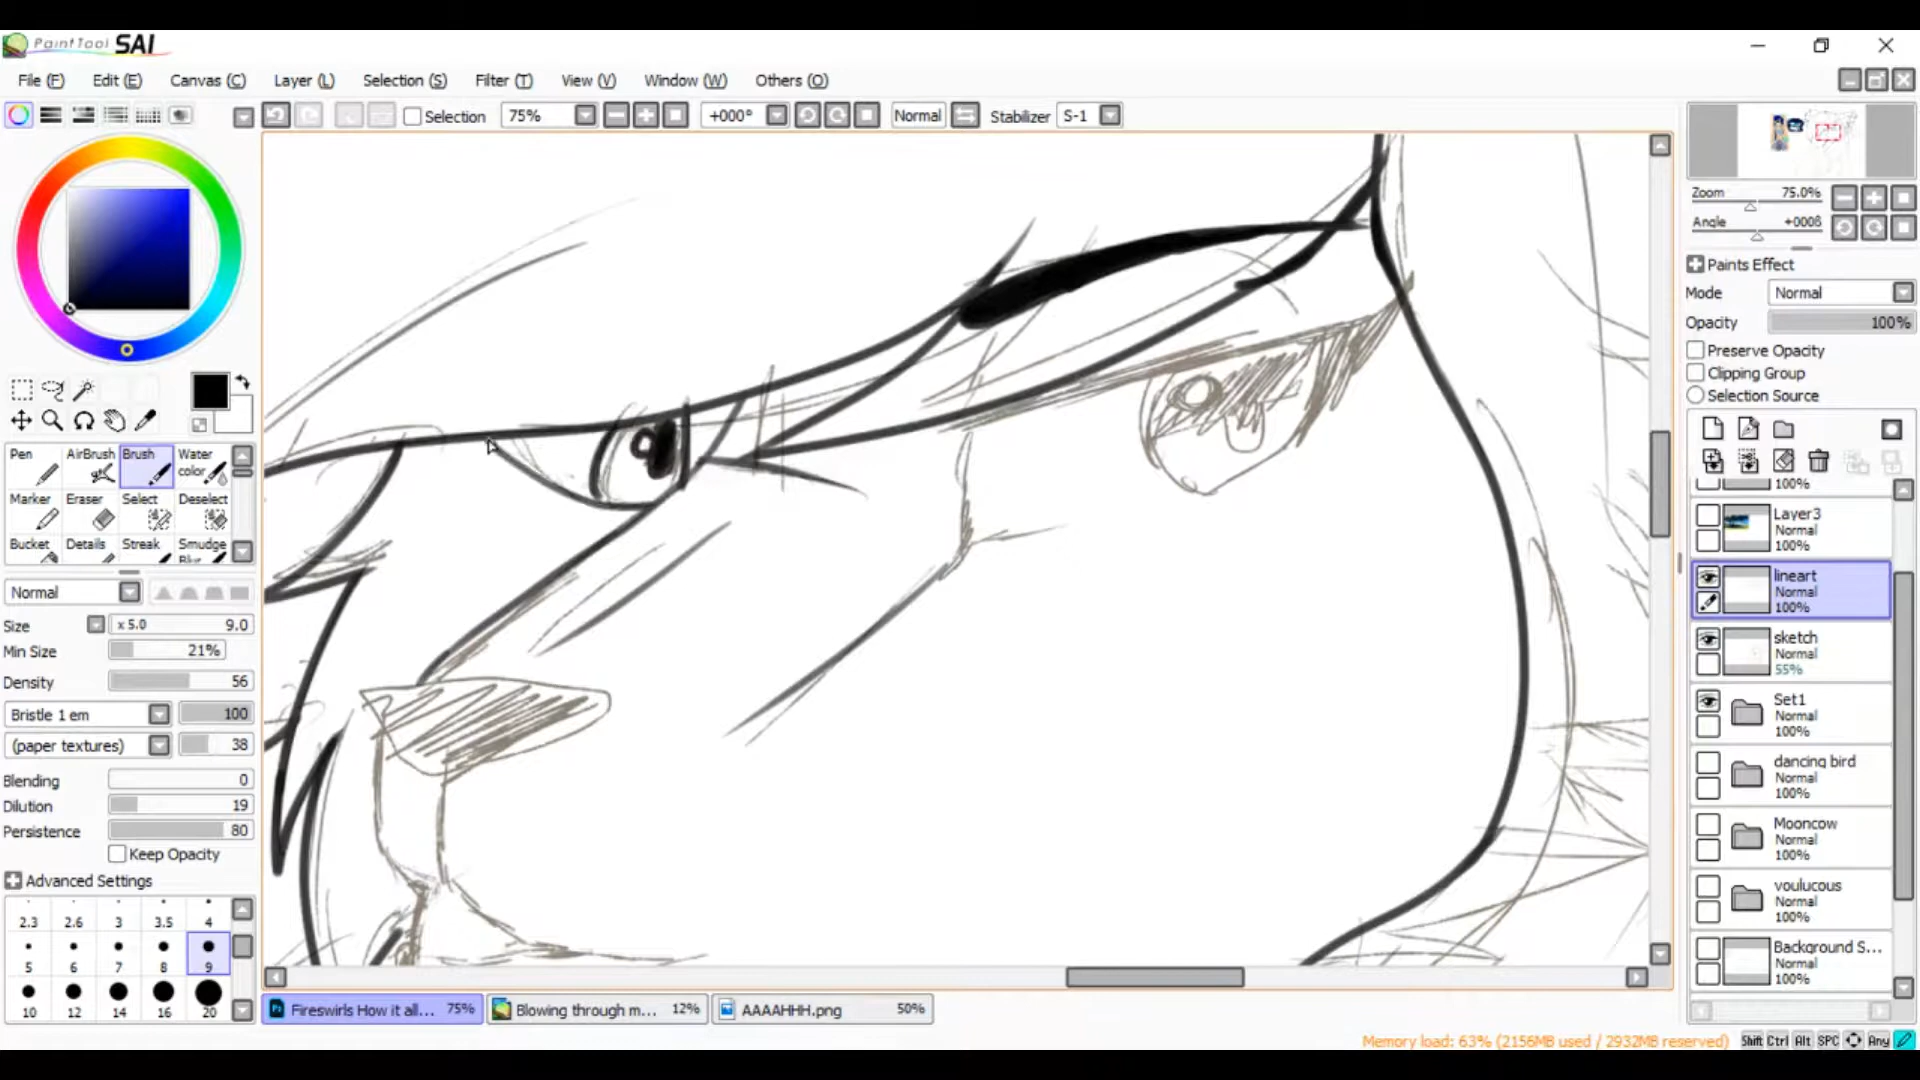 PaintTool SAI
File (F) Edit (E) Canvas (C) Layer (L) Selection (S) Filter (T) View (V) Window (W) Others (O)
Selection 75% +000° Normal Stabilizer S-1
Zoom 75.0%
Angle +000ß
Paints Effect
Mode Normal
Opacity 100%
Preserve Opacity
Clipping Group
Selection Source
Pen AirBrush Brush Water color
Marker Eraser Select Deselect
Bucket Details Streak Smudge
Blur
Normal
Size x 5.0 9.0
Min Size 21%
Density 56
Bristle 1 em 100
(paper textures) 38
Blending 0
Dilution 19
Persistence 80
Keep Opacity
Advanced Settings
2.3 2.6 3 3.5 4
5 6 7 8 9
10 12 14 16 20
100%
Layer3
Normal
100%
lineart
Normal
100%
sketch
Normal
55%
Set1
Normal
100%
dancing bird
Normal
100%
Mooncow
Normal
100%
voulucous
Normal
100%
Background S...
Normal
100%
Fireswirls How it all... 75% Blowing through m... 12% AAAAHHH.png 50%
Memory load: 63% (2156MB used / 2932MB reserved) Shift Ctrl Alt SPC Any